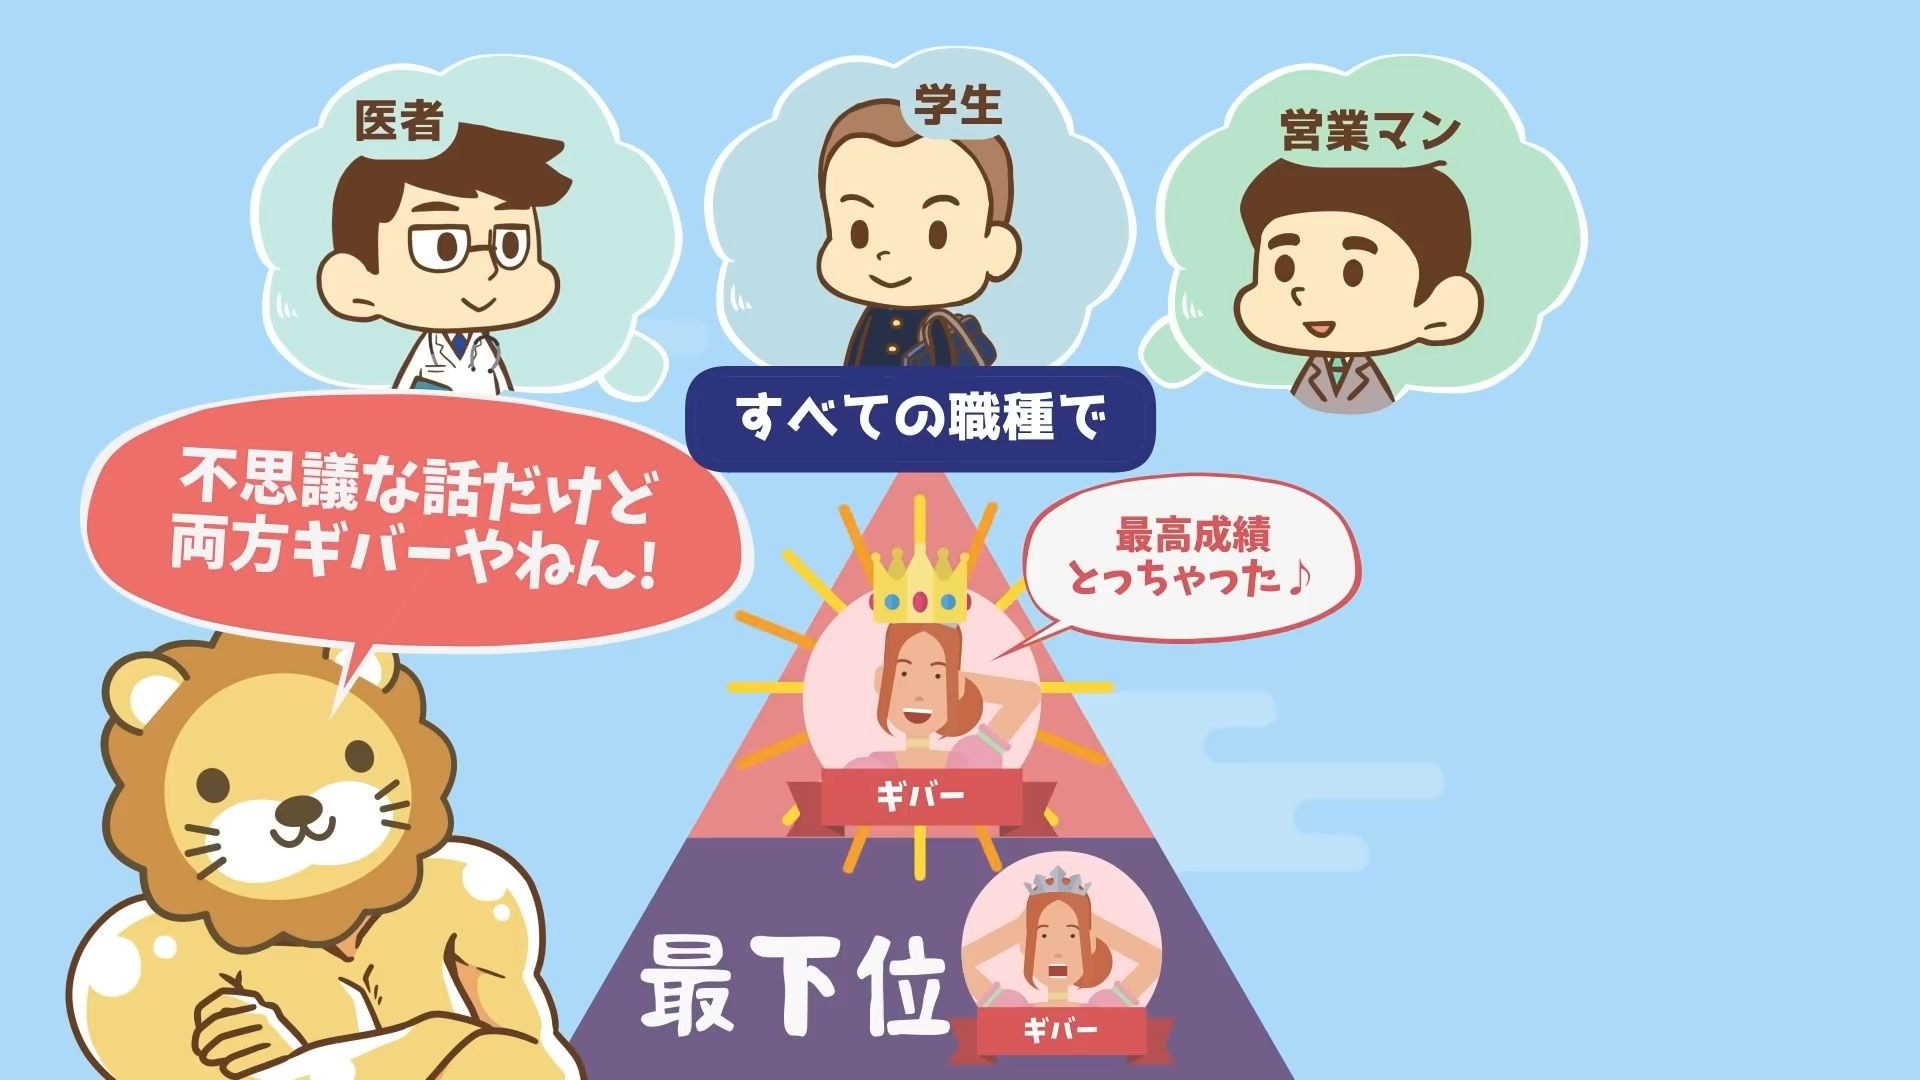 医者
学生
営業マン
すべての職種で
不思議な話だけど
両方ギバーやねん!
最高成績
とっちゃった♪
ギバー
最下位
ギバー